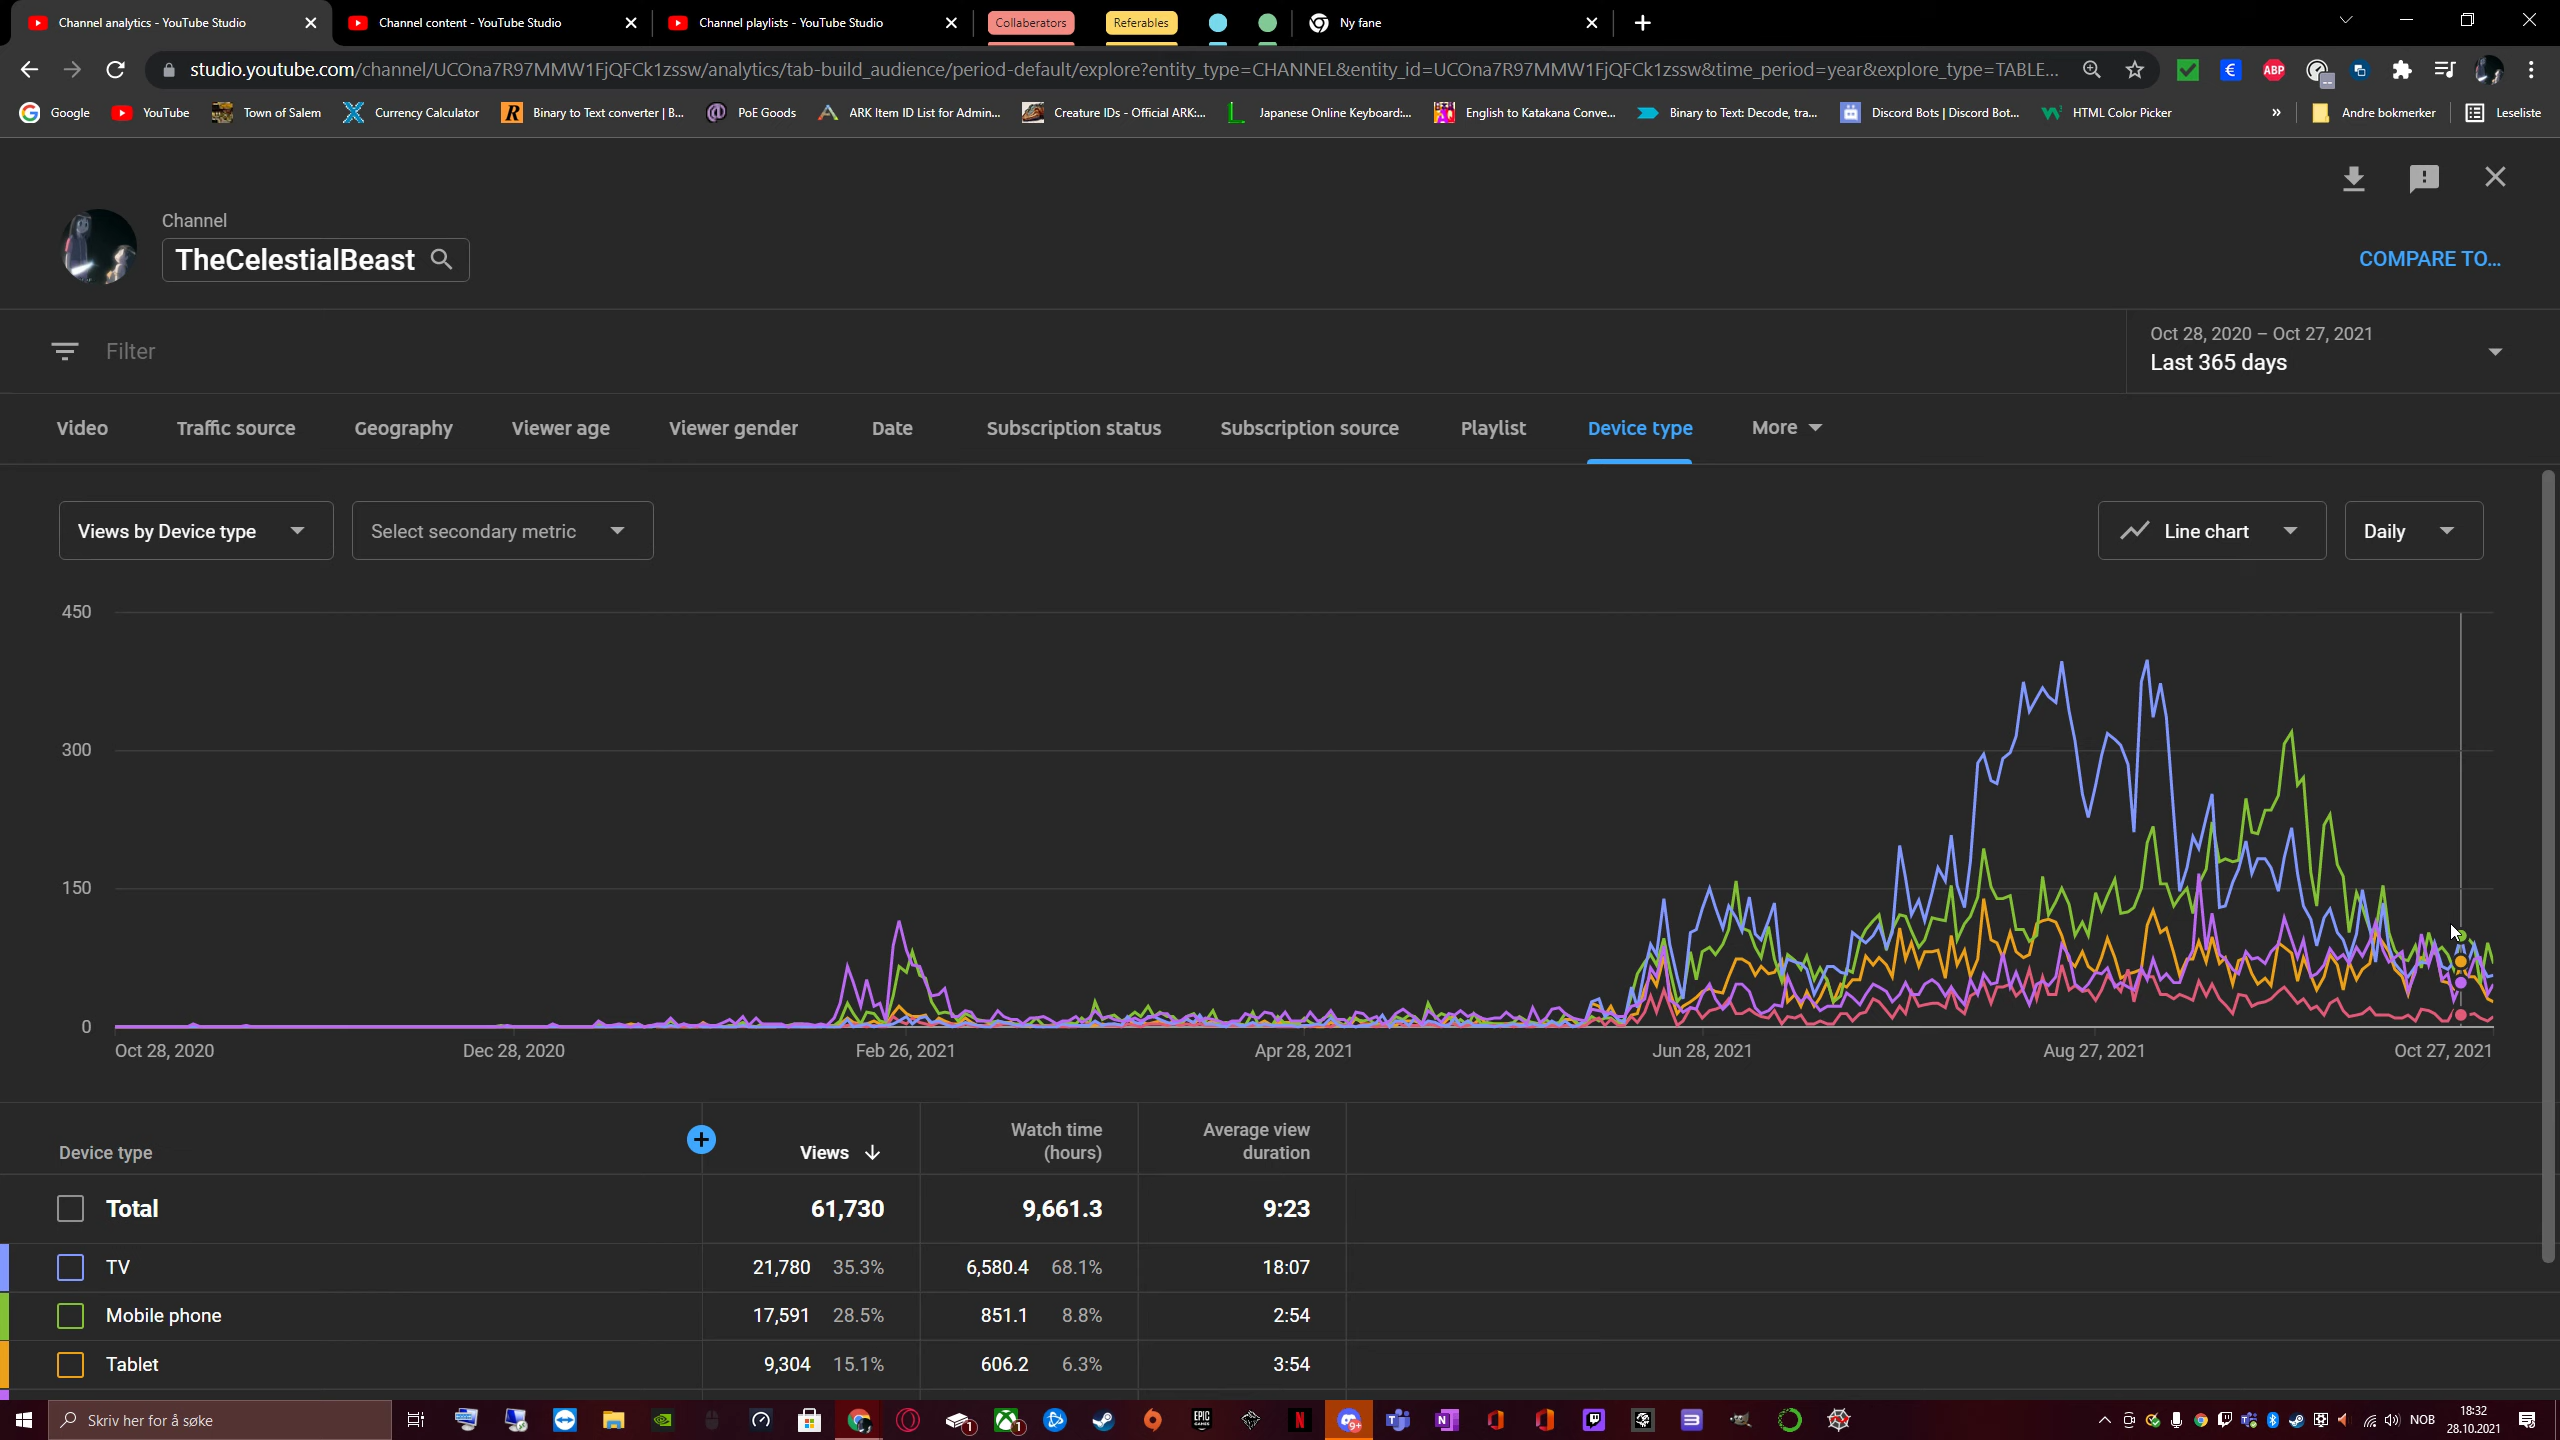 Channel analytics - YouTube Studio
Channel content - YouTube Studio
Channel playlists - YouTube Studio
Collaberators
Referables
Ny fane
studio.youtube.com/channel/UCOna7R97MMW1FjQFCk1zssw/analytics/tab-build_audience/period-default/explore?entity_type=CHANNEL&entity_id=UCOna7R97MMW1FjQFCk1zssw&time_period=year&explore_type=TABLE...
ABP
Google
YouTube
Town of Salem
Currency Calculator
Binary to Text converter | B...
PoE Goods
ARK Item ID List for Admin...
Creature IDs - Official ARK:...
Japanese Online Keyboard:...
English to Katakana Conve...
Binary to Text: Decode, tra...
Discord Bots | Discord Bot...
HTML Color Picker
»
Andre bokmerker
Leseliste
Channel
TheCelestialBeast
COMPARE TO...
Filter
Oct 28, 2020 – Oct 27, 2021
Last 365 days
Video
Traffic source
Geography
Viewer age
Viewer gender
Date
Subscription status
Subscription source
Playlist
Device type
More
Views by Device type
Select secondary metric
Line chart
Daily
450
300
150
0
Oct 28, 2020
Dec 28, 2020
Feb 26, 2021
Apr 28, 2021
Jun 28, 2021
Aug 27, 2021
Oct 27, 2021
Device type
Views
Watch time
(hours)
Average view
duration
Total 61,730 9,661.3 9:23
TV 21,780 35.3% 6,580.4 68.1% 18:07
Mobile phone 17,591 28.5% 851.1 8.8% 2:54
Tablet 9,304 15.1% 606.2 6.3% 3:54
Skriv her for å søke
1
1
EPIC
9+
NOB
18:32
28.10.2021